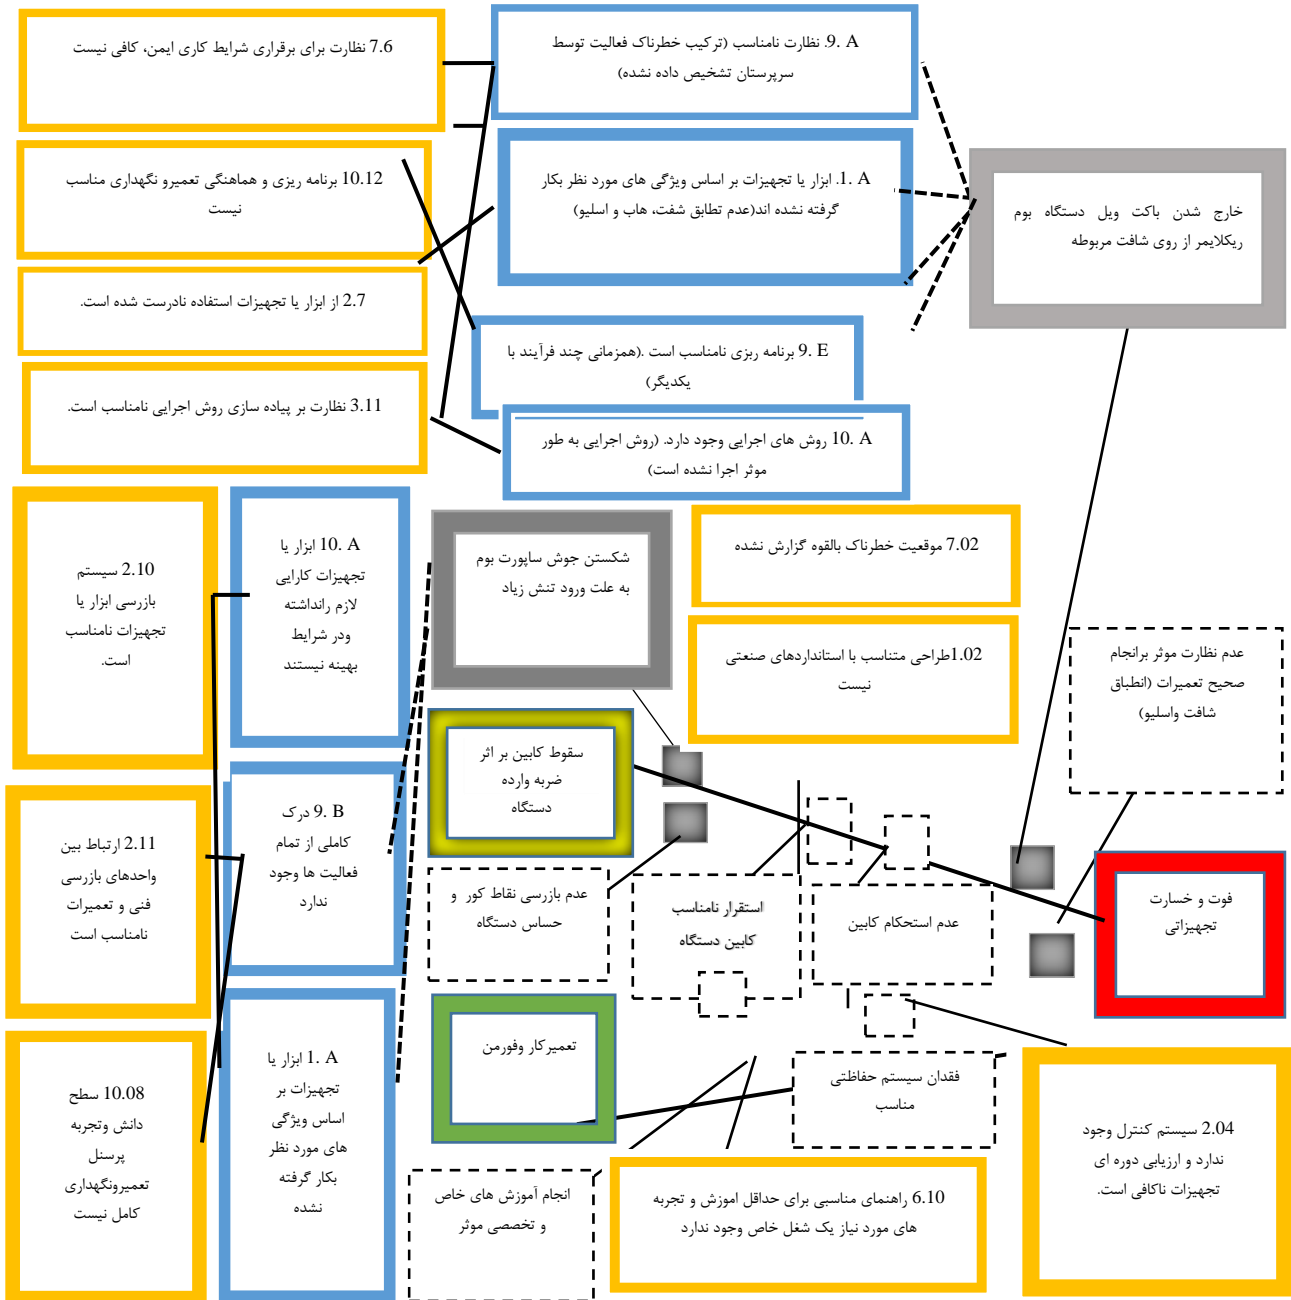 7.6 نظارت برای برقراری شرایط کاری ایمن، کافی نیست
9. A. نظارت نامناسب (ترکیب خطرناک فعالیت توسط
سرپرستان تشخیص داده نشده)
10.12 برنامه ریزی و هماهنگی تعمیرو نگهداری مناسب
نیست
1. A. ابزار یا تجهیزات بر اساس ویژگی های مورد نظر بکار
گرفته نشده اند(عدم تطابق شفت، هاب و اسلیو)
خارج شدن باکت ویل دستگاه بوم
ریکلایمر از روی شافت مربوطه
2.7 از ابزار یا تجهیزات استفاده نادرست شده است.
9. E برنامه ریزی نامناسب است .(همزمانی چند فرآیند با
یکدیگر)
3.11 نظارت بر پیاده سازی روش اجرایی نامناسب است.
10. A روش های اجرایی وجود دارد. (روش اجرایی به طور
موثر اجرا نشده است)
2.10 سیستم
بازرسی ابزار یا
تجهیزات نامناسب
است.
10. A ابزار یا
تجهیزات کارایی
لازم رانداشته
ودر شرایط
بهینه نیستند
شکستن جوش ساپورت بوم
به علت ورود تنش زیاد
7.02 موقعیت خطرناک بالقوه گزارش نشده
1.02طراحی متناسب با استانداردهای صنعتی
نیست
عدم نظارت موثر برانجام
صحیح تعمیرات (انطباق
شافت واسلیو)
سقوط کابین بر اثر
ضربه وارده
دستگاه
2.11 ارتباط بین
واحدهای بازرسی
فنی و تعمیرات
نامناسب است
9. B درک
کاملی از تمام
فعالیت ها وجود
ندارد
عدم بازرسی نقاط کور و
حساس دستگاه
استقرار نامناسب
کابین دستگاه
عدم استحکام کابین
فوت و خسارت
تجهیزاتی
10.08 سطح
دانش وتجربه
پرسنل
تعمیرونگهداری
کامل نیست
1. A ابزار یا
تجهیزات بر
اساس ویژگی
های مورد نظر
بکار گرفته
نشده
تعمیرکار وفورمن
فقدان سیستم حفاظتی
مناسب
2.04 سیستم کنترل وجود
ندارد و ارزیابی دوره ای
تجهیزات ناکافی است.
انجام آموزش های خاص
و تخصصی موثر
6.10 راهنمای مناسبی برای حداقل اموزش و تجربه
های مورد نیاز یک شغل خاص وجود ندارد